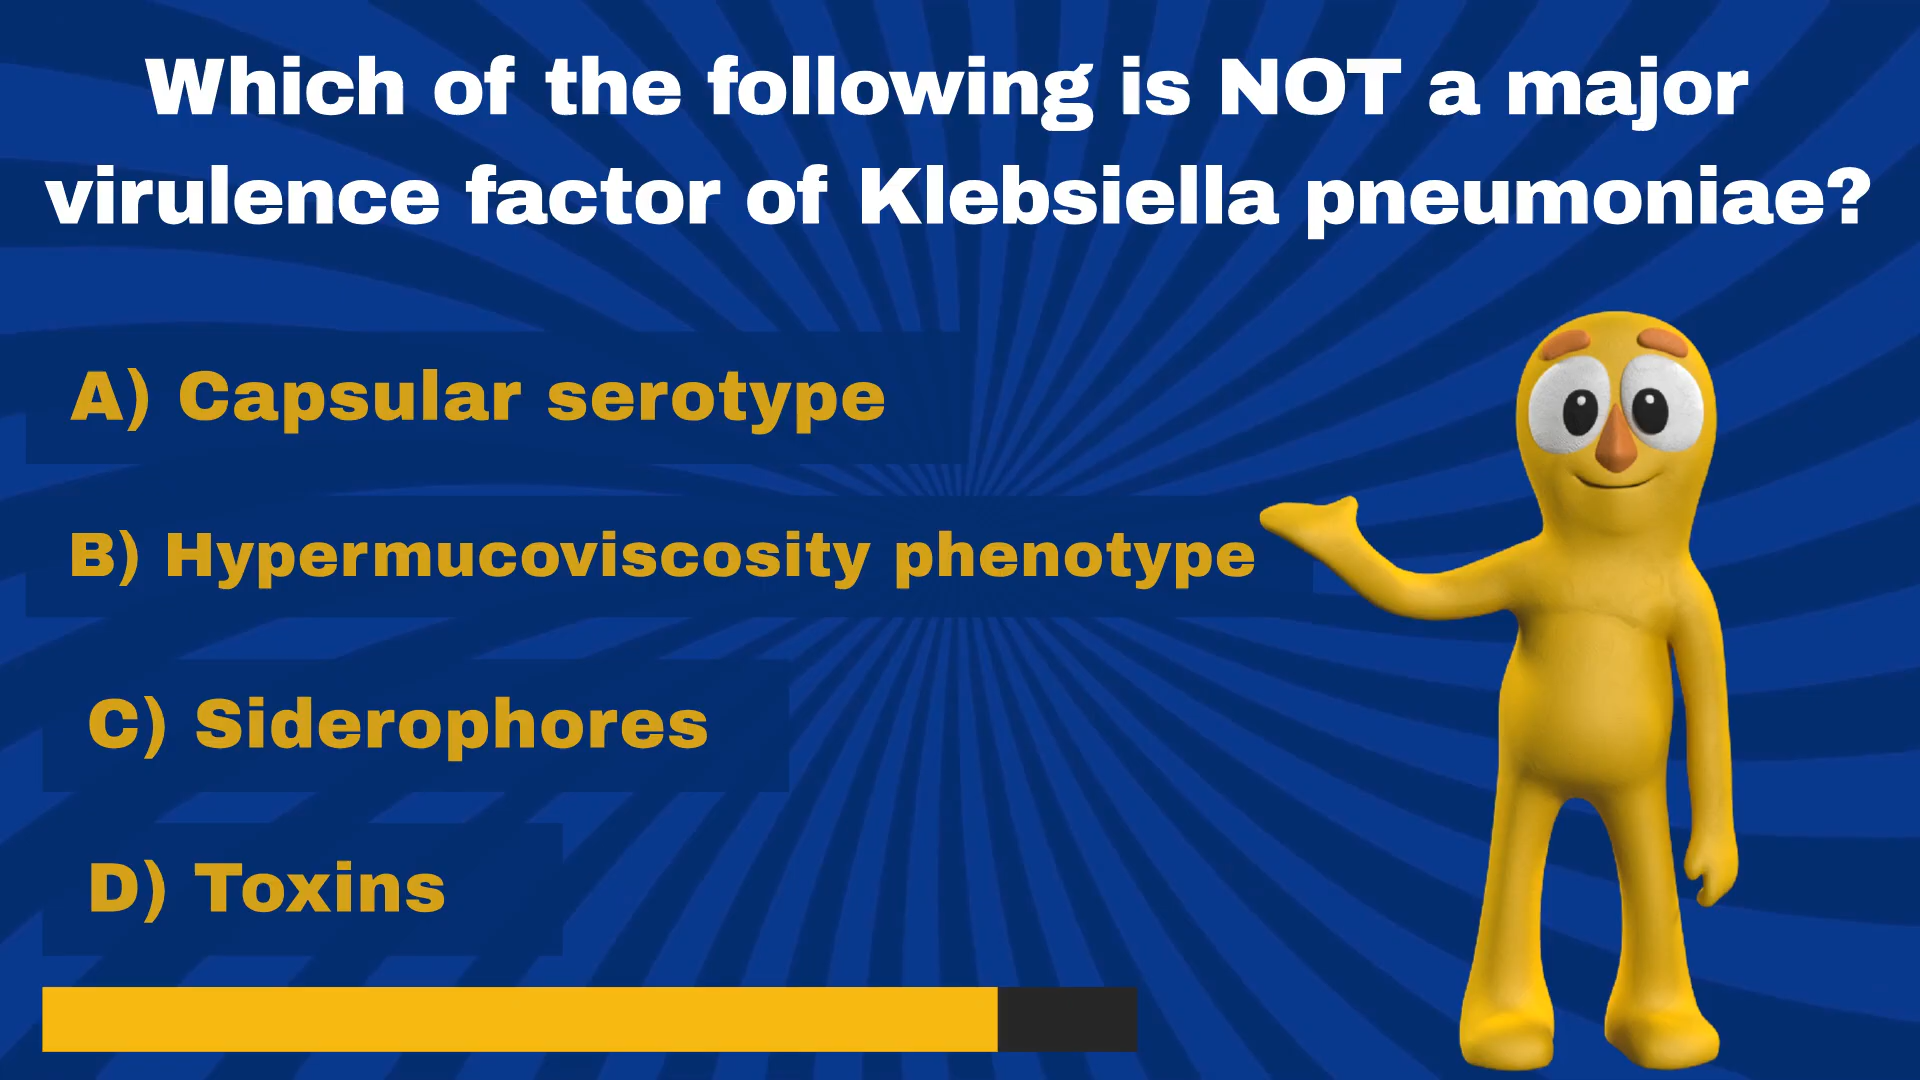 Which of the following is NOT a major
virulence factor of Klebsiella pneumoniae?
A) Capsular serotype
B) Hypermucoviscosity phenotype
C) Siderophores
D) Toxins